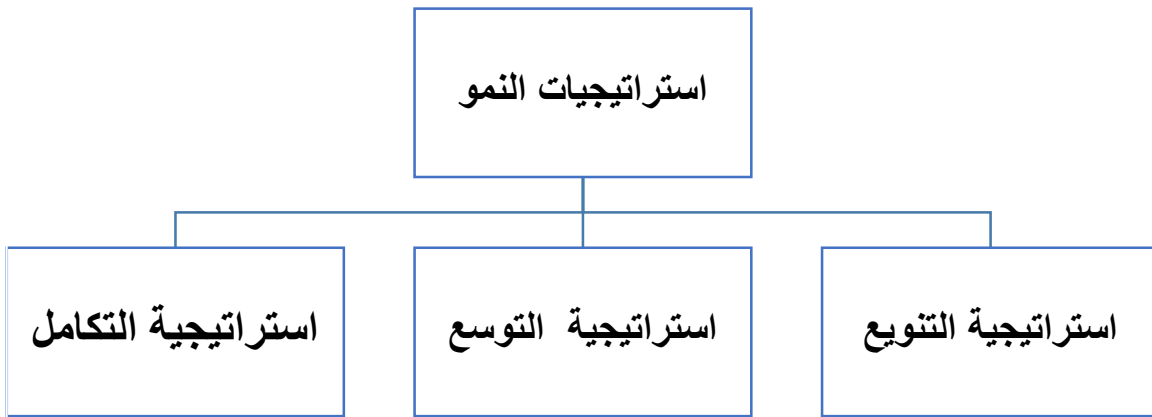 استراتيجيات النمو
استراتيجية التنويع
استراتيجية التوسع
استراتيجية التكامل